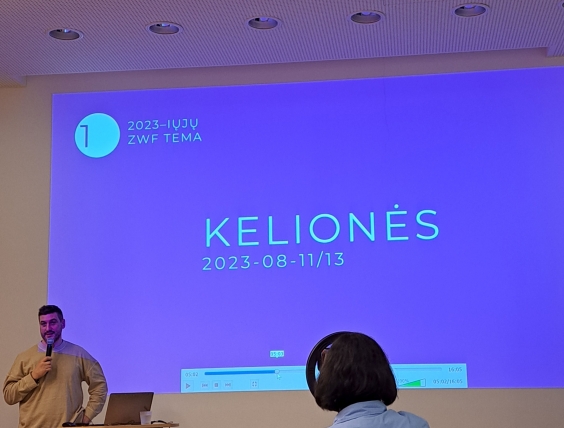 1
2023–IŲJŲ
ZWF TEMA
KELIONĖS
2023-08-11/13